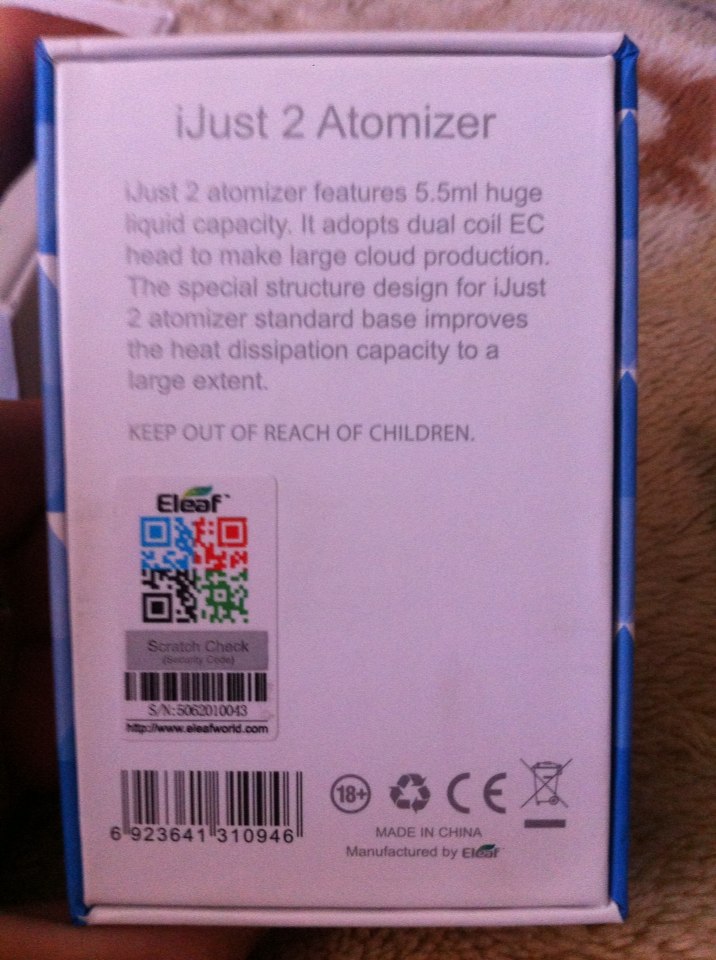 iJust 2 Atomizer
iJust 2 atomizer features 5.5ml huge
liquid capacity. It adopts dual coil EC
head to make large cloud production.
The special structure design for iJust
2 atomizer standard base improves
the heat dissipation capacity to a
large extent.
KEEP OUT OF REACH OF CHILDREN.
Eleaf
Scratch Check
(Security Code)
S/N:5062010043
http://www.eleafworld.com
6 923641 310946
18+
CE
MADE IN CHINA
Manufactured by Eleaf